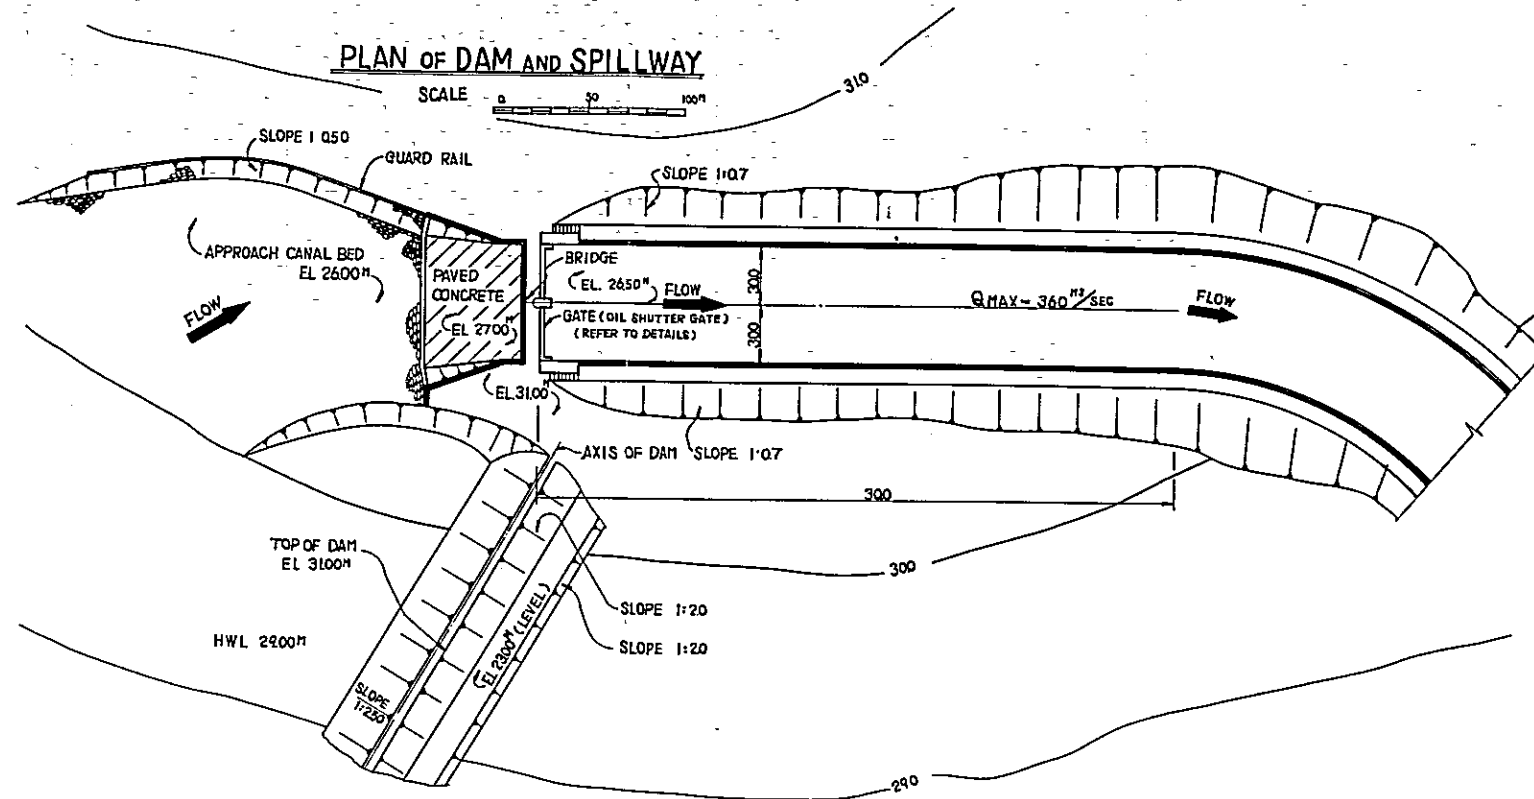 PLAN OF DAM AND SPILLWAY
SCALE
0 50 100M
310
SLOPE 1 0.50
GUARD RAIL
SLOPE 1:0.7
APPROACH CANAL BED
EL 26.00M
PAVED
CONCRETE
EL 27.00M
BRIDGE
EL. 26.50M
FLOW
FLOW
GATE (OIL SHUTTER GATE)
(REFER TO DETAILS)
300
300
QMAX = 360 M3/SEC
FLOW
EL.31.00M
AXIS OF DAM
SLOPE 1:0.7
300
TOP OF DAM
EL 31.00M
300
SLOPE 1:2.0
SLOPE 1:2.0
EL 23.00M (LEVEL)
HWL 29.00M
SLOPE
1:2.50
290